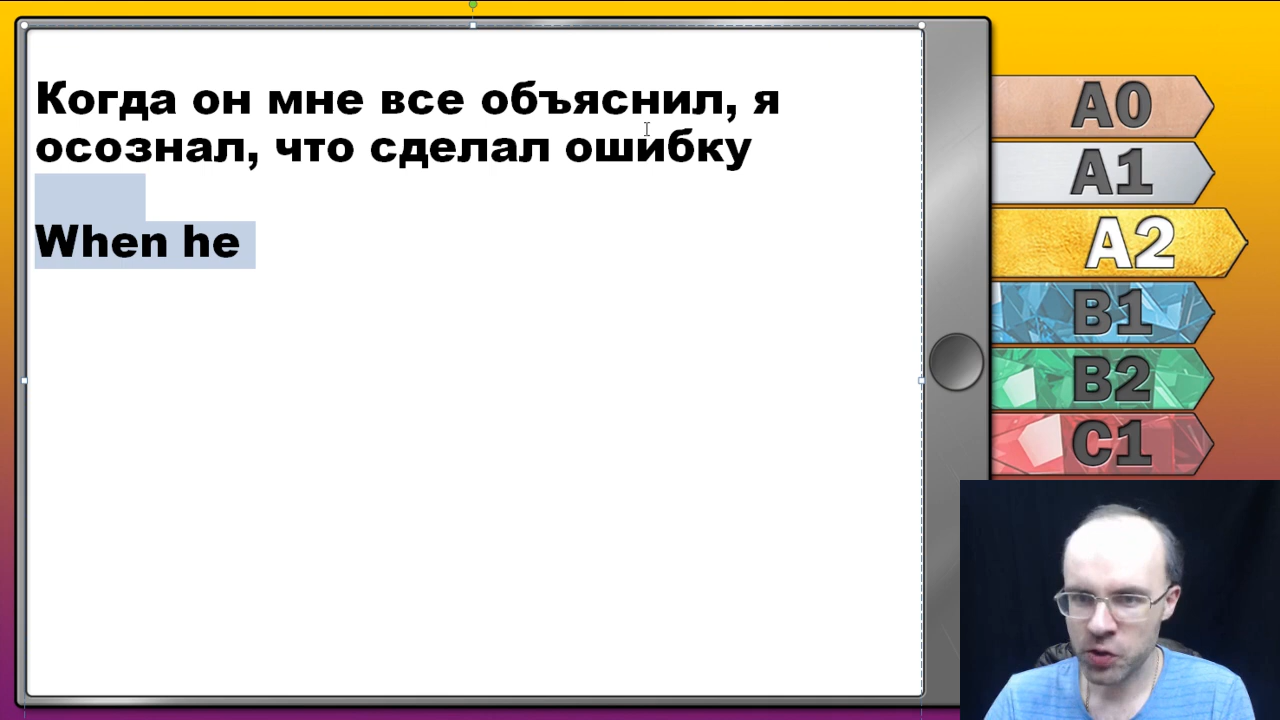 Когда он мне все объяснил, я
осознал, что сделал ошибку
When he
A0
A1
A2
B1
B2
C1